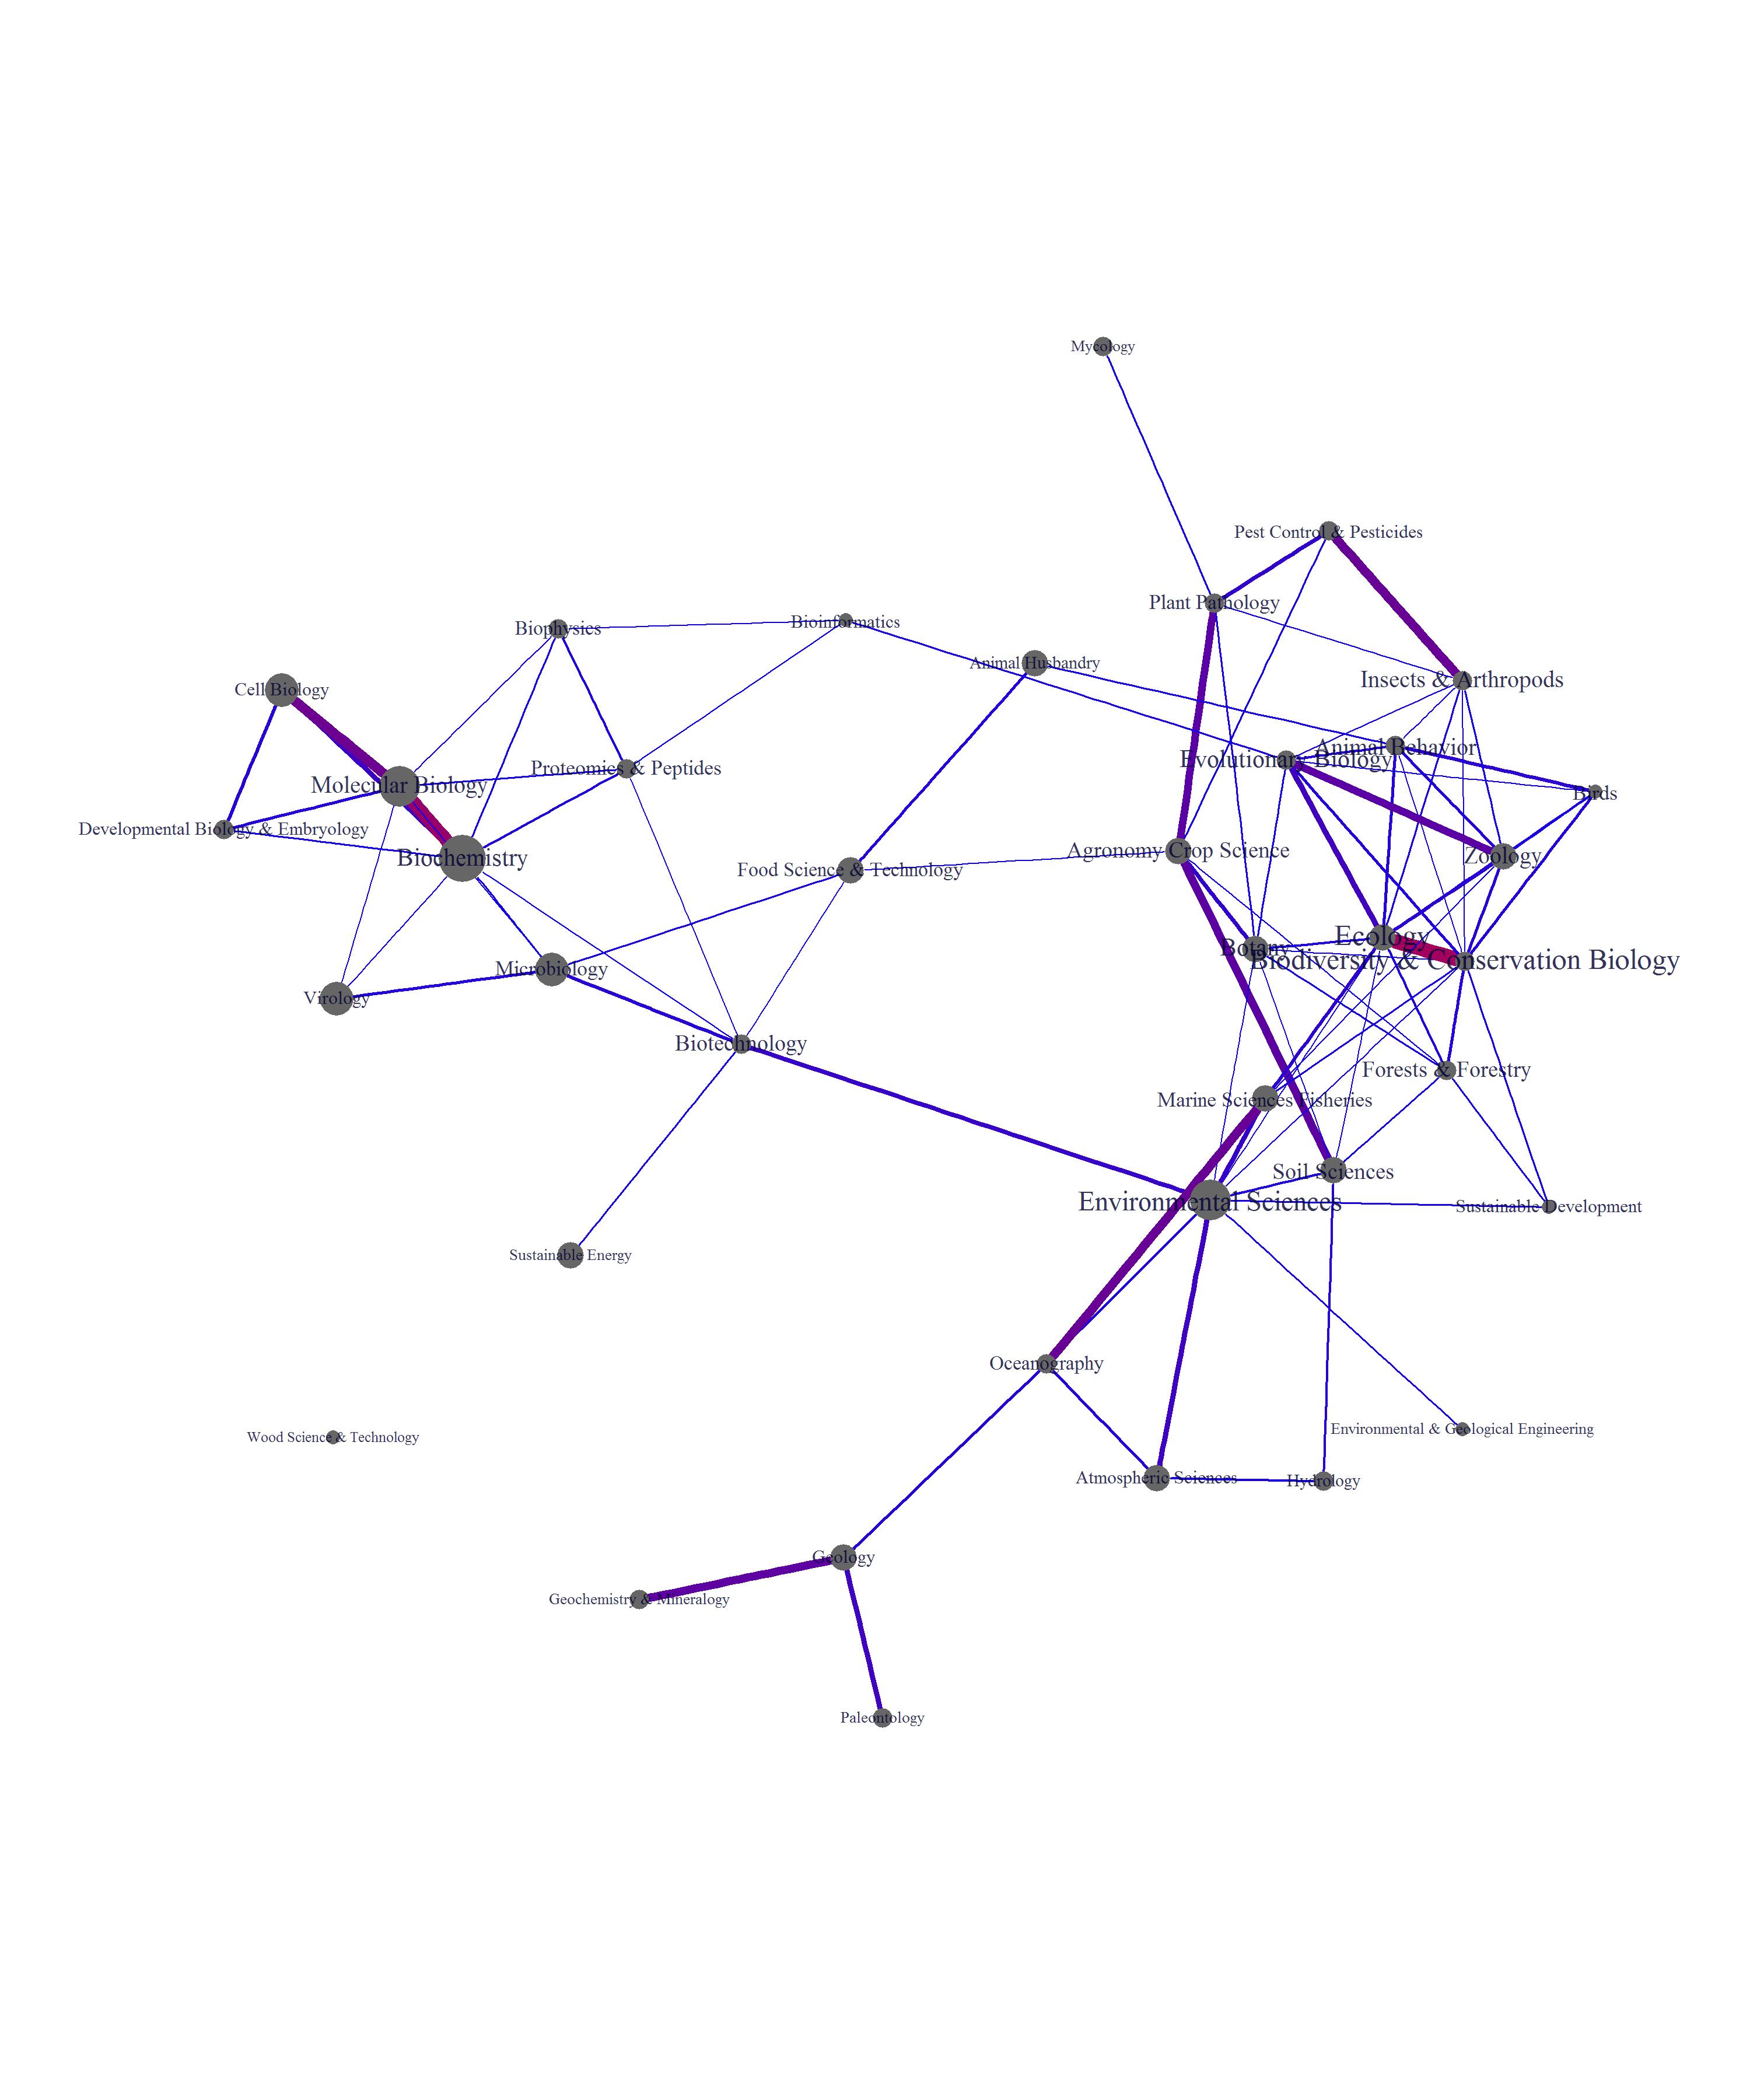 Mycology
Pest Control & Pesticides
Plant Pathology
Bioinformatics
Biophysics
Animal Husbandry
Insects & Arthropods
Cell Biology
Animal Behavior
Evolutionary Biology
Proteomics & Peptides
Molecular Biology
Birds
Developmental Biology & Embryology
Agronomy Crop Science
Zoology
Biochemistry
Food Science & Technology
Ecology
Botany
Biodiversity & Conservation Biology
Microbiology
Virology
Biotechnology
Forests & Forestry
Marine Sciences Fisheries
Soil Sciences
Environmental Sciences
Sustainable Development
Sustainable Energy
Oceanography
Environmental & Geological Engineering
Wood Science & Technology
Atmospheric Sciences
Hydrology
Geology
Geochemistry & Mineralogy
Paleontology